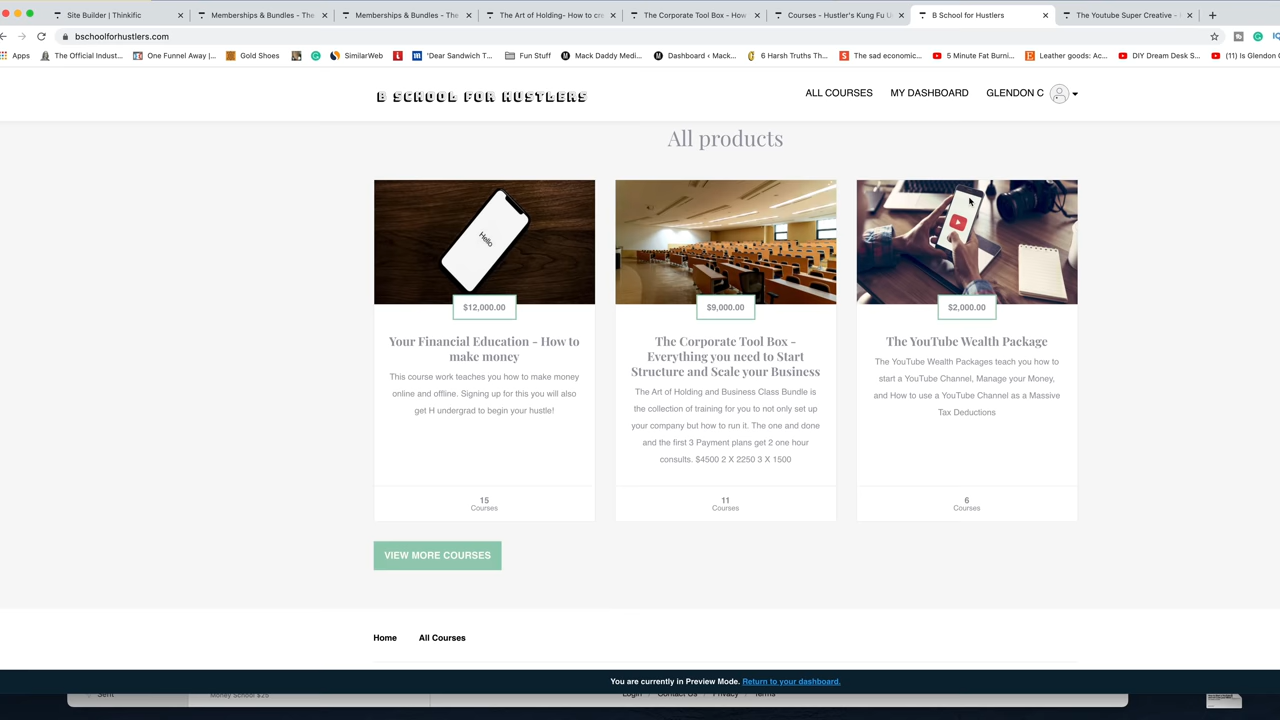 Site Builder | Thinkific
Memberships & Bundles - The
Memberships & Bundles - The
The Art of Holding- How to cre
The Corporate Tool Box - How
Courses - Hustler's Kung Fu U
B School for Hustlers
The Youtube Super Creative -
bschoolforhustlers.com
Apps
The Official Indust...
One Funnel Away |...
Gold Shoes
SimilarWeb
"Dear Sandwich T...
Fun Stuff
Mack Daddy Medi...
Dashboard ‹ Mack...
6 Harsh Truths Th...
The sad economic...
5 Minute Fat Burni...
Leather goods: Ac...
DIY Dream Desk S...
(11) Is Glendon C
B SCHOOL FOR HUSTLERS
ALL COURSES
MY DASHBOARD
GLENDON C
All products
Hello
$12,000.00
Your Financial Education - How to
make money
This course work teaches you how to make money
online and offline. Signing up for this you will also
get H undergrad to begin your hustle!
15
Courses
$9,000.00
The Corporate Tool Box -
Everything you need to Start
Structure and Scale your Business
The Art of Holding and Business Class Bundle is
the collection of training for you to not only set up
your company but how to run it. The one and done
and the first 3 Payment plans get 2 one hour
consults. $4500 2 X 2250 3 X 1500
11
Courses
$2,000.00
The YouTube Wealth Package
The YouTube Wealth Packages teach you how to
start a YouTube Channel, Manage your Money,
and How to use a YouTube Channel as a Massive
Tax Deductions
6
Courses
VIEW MORE COURSES
Home
All Courses
You are currently in Preview Mode. Return to your dashboard.
Sent
Money School $25
Login / Contact Us / Privacy / Terms